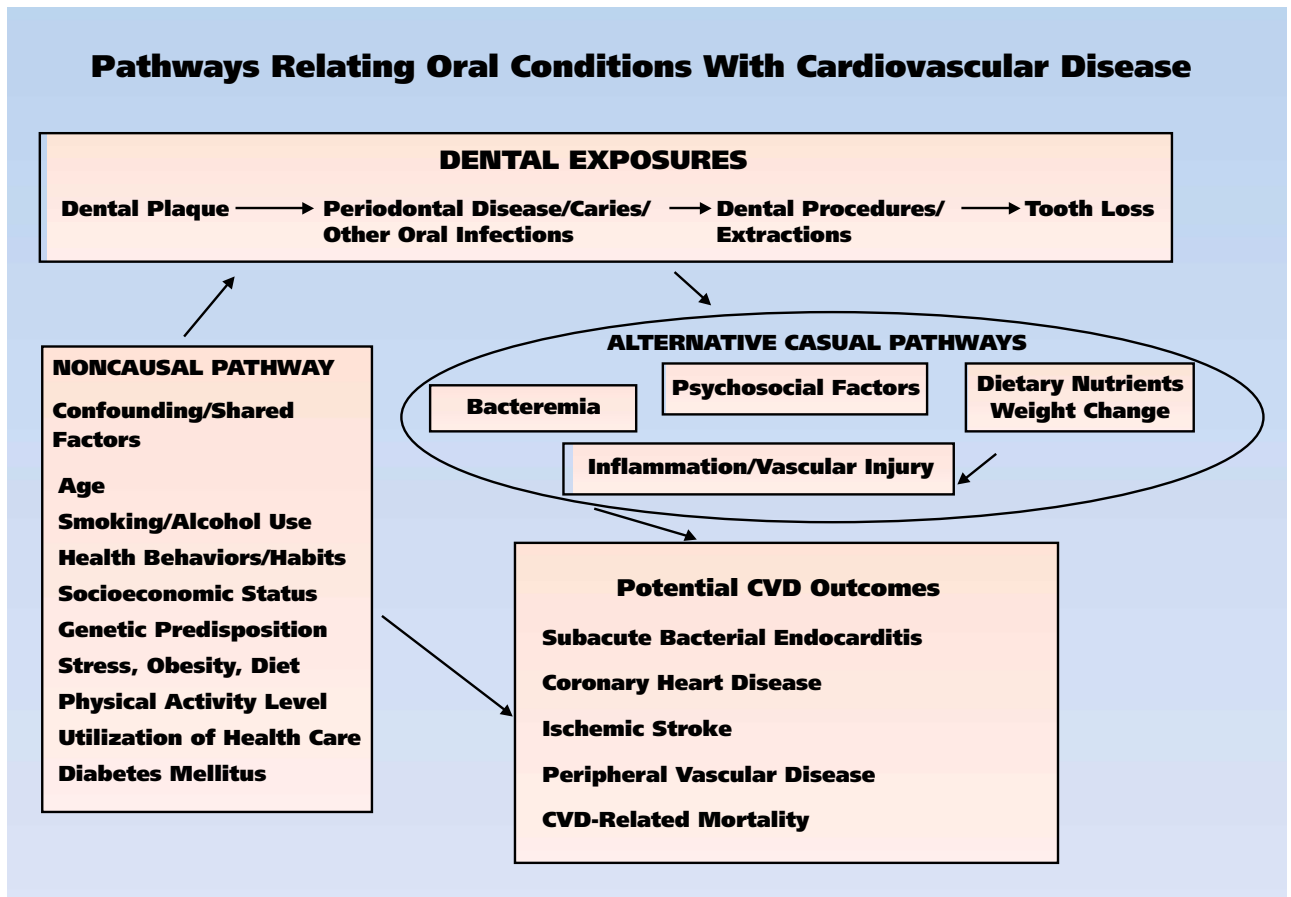 Pathways Relating Oral Conditions With Cardiovascular Disease
DENTAL EXPOSURES
Dental Plaque
Periodontal Disease/Caries/
Other Oral Infections
Dental Procedures/
Extractions
Tooth Loss
NONCAUSAL PATHWAY
Confounding/Shared
Factors
Age
Smoking/Alcohol Use
Health Behaviors/Habits
Socioeconomic Status
Genetic Predisposition
Stress, Obesity, Diet
Physical Activity Level
Utilization of Health Care
Diabetes Mellitus
ALTERNATIVE CASUAL PATHWAYS
Bacteremia
Psychosocial Factors
Dietary Nutrients
Weight Change
Inflammation/Vascular Injury
Potential CVD Outcomes
Subacute Bacterial Endocarditis
Coronary Heart Disease
Ischemic Stroke
Peripheral Vascular Disease
CVD-Related Mortality